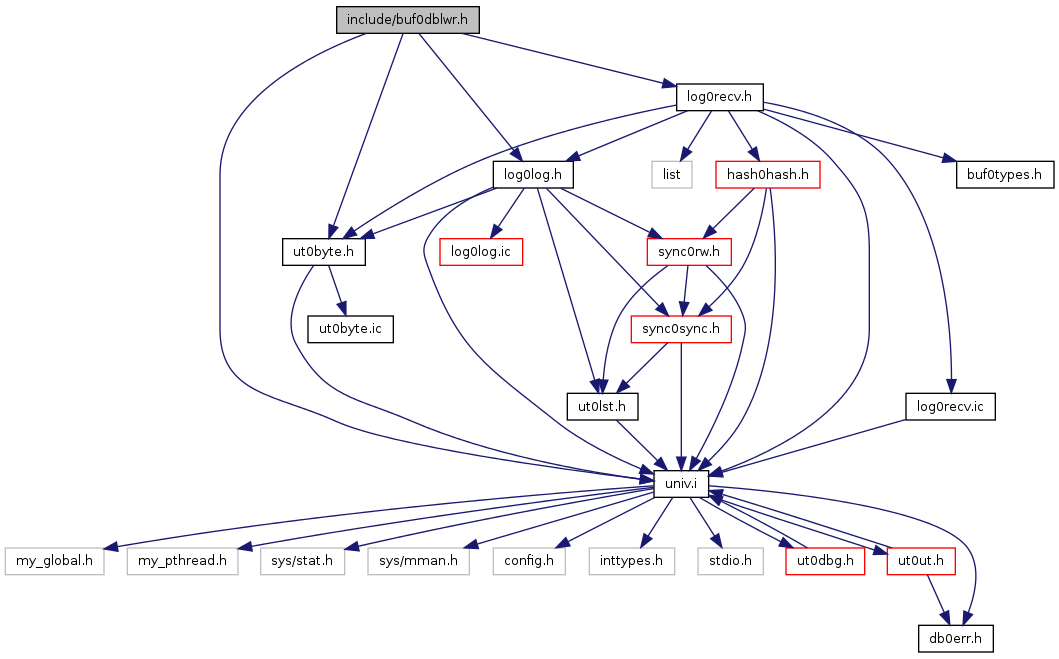 include/buf0dblwr.h
log0recv.h
log0log.h
list
hash0hash.h
buf0types.h
ut0byte.h
log0log.ic
sync0rw.h
ut0byte.ic
sync0sync.h
ut0lst.h
log0recv.ic
univ.i
my_global.h
my_pthread.h
sys/stat.h
sys/mman.h
config.h
inttypes.h
stdio.h
ut0dbg.h
ut0ut.h
db0err.h